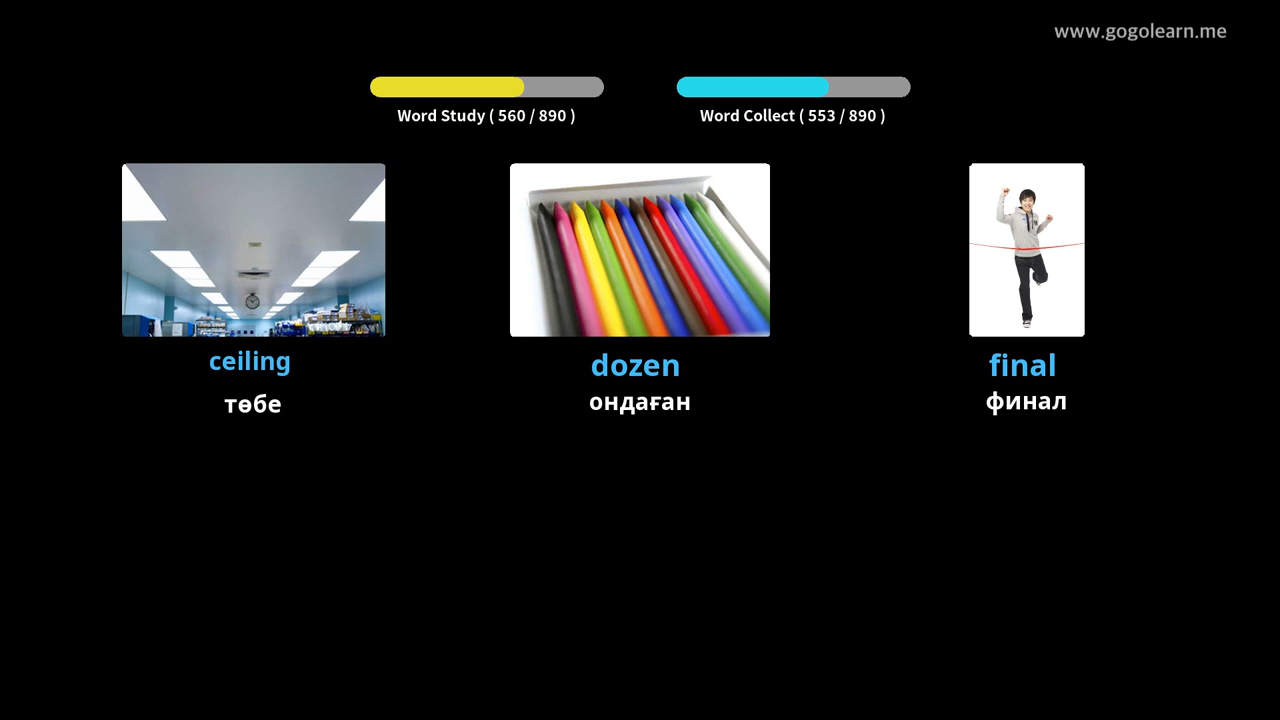 www.gogolearn.me
Word Study ( 560 / 890 )
Word Collect ( 553 / 890 )
ceiling
төбе
dozen
ондаған
final
финал